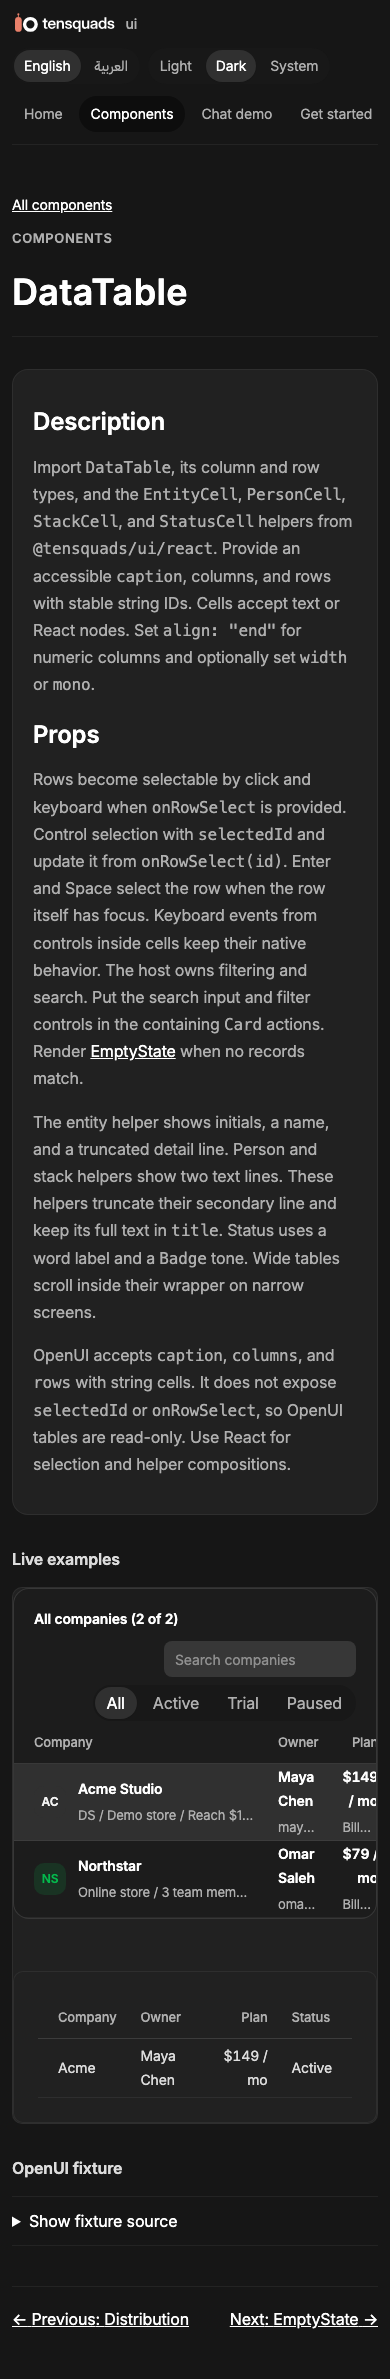 tensquads ui
English العربية Light Dark System
Home Components Chat demo Get started
All components
COMPONENTS
DataTable
Description
Import DataTable, its column and row
types, and the EntityCell, PersonCell,
StackCell, and StatusCell helpers from
@tensquads/ui/react. Provide an
accessible caption, columns, and rows
with stable string IDs. Cells accept text or
React nodes. Set align: "end" for
numeric columns and optionally set width
or mono.
Props
Rows become selectable by click and
keyboard when onRowSelect is provided.
Control selection with selectedId and
update it from onRowSelect(id). Enter
and Space select the row when the row
itself has focus. Keyboard events from
controls inside cells keep their native
behavior. The host owns filtering and
search. Put the search input and filter
controls in the containing Card actions.
Render EmptyState when no records
match.
The entity helper shows initials, a name,
and a truncated detail line. Person and
stack helpers show two text lines. These
helpers truncate their secondary line and
keep its full text in title. Status uses a
word label and a Badge tone. Wide tables
scroll inside their wrapper on narrow
screens.
OpenUI accepts caption, columns, and
rows with string cells. It does not expose
selectedId or onRowSelect, so OpenUI
tables are read-only. Use React for
selection and helper compositions.
Live examples
All companies (2 of 2)
Search companies
All Active Trial Paused
Company Owner Plan
AC Acme Studio Maya Chen $149 / mo
DS / Demo store / Reach $1... may... Bill...
NS Northstar Omar Saleh $79 / mo
Online store / 3 team mem... oma... Bill...
Company Owner Plan Status
Acme Maya Chen $149 / mo Active
OpenUI fixture
▶ Show fixture source
← Previous: Distribution Next: EmptyState →